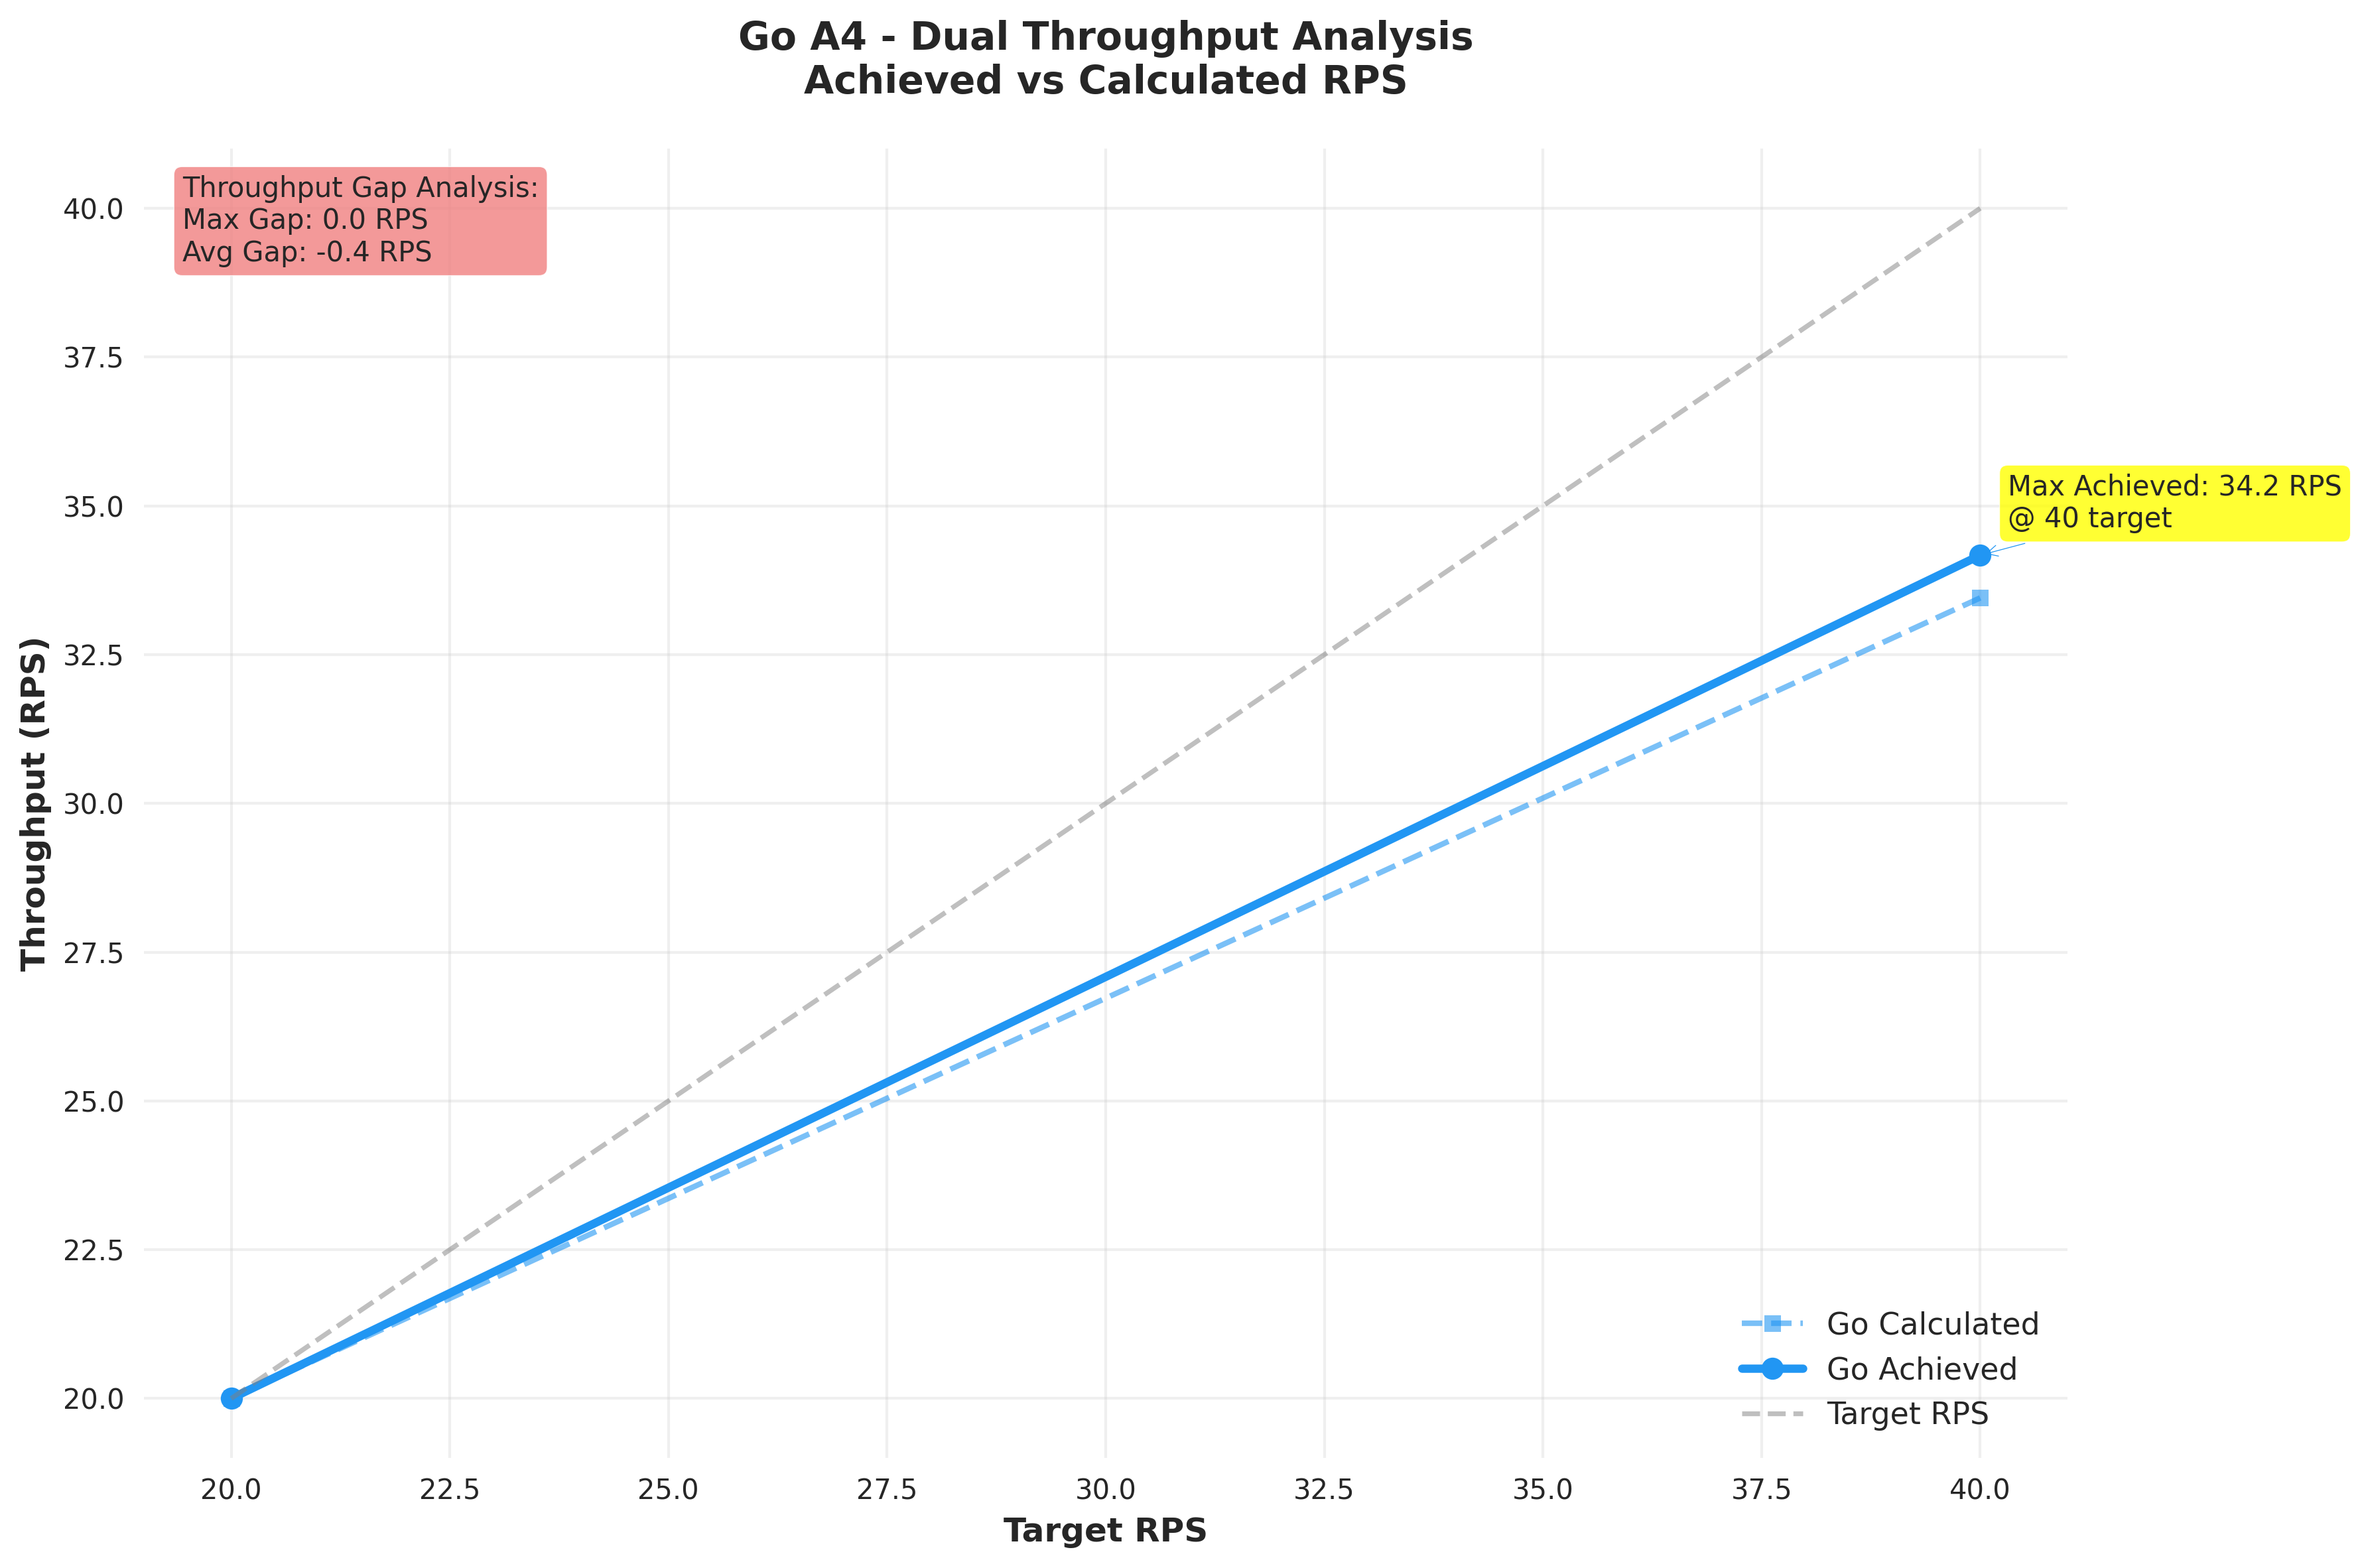 Go A4 - Dual Throughput Analysis
Achieved vs Calculated RPS
Throughput Gap Analysis:
Max Gap: 0.0 RPS
Avg Gap: -0.4 RPS
Max Achieved: 34.2 RPS
@ 40 target
Throughput (RPS)
40.0
37.5
35.0
32.5
30.0
27.5
25.0
22.5
20.0
Go Calculated
Go Achieved
Target RPS
20.0 22.5 25.0 27.5 30.0 32.5 35.0 37.5 40.0
Target RPS